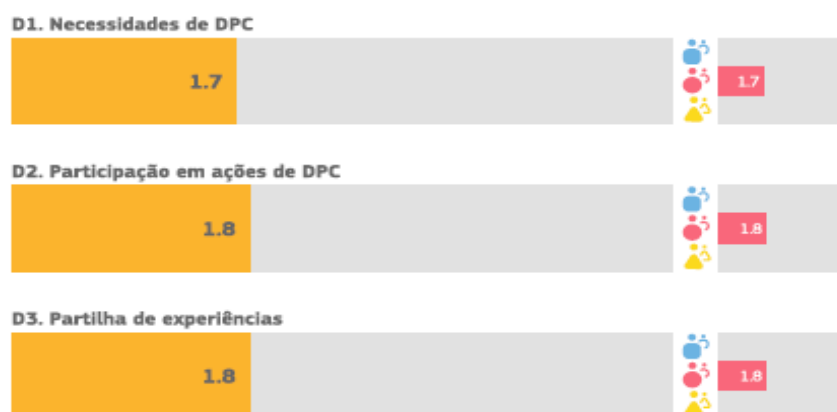 D1. Necessidades de DPC
1.7 1.7
D2. Participação em ações de DPC
1.8 1.8
D3. Partilha de experiências
1.8 1.8